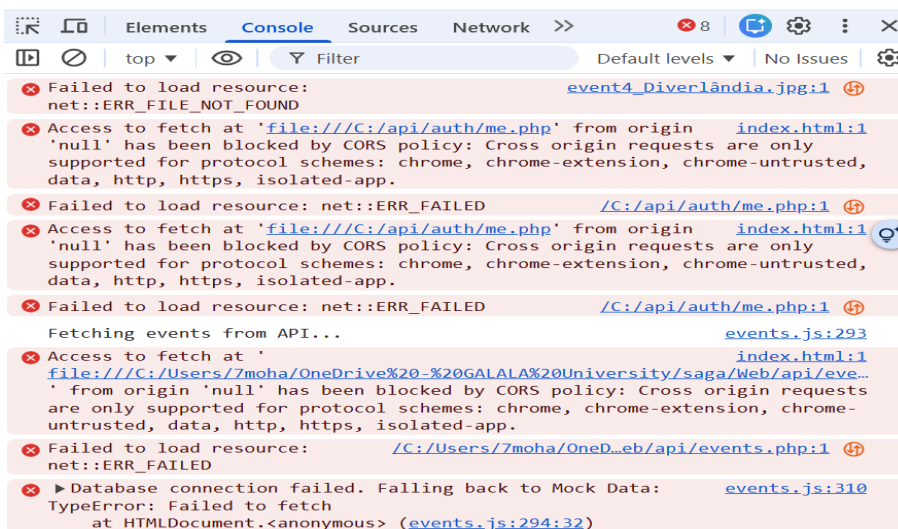 Elements Console Sources Network >> 8
top ▼ Filter Default levels ▼ No Issues
Failed to load resource: event4_Diverlândia.jpg:1
net::ERR_FILE_NOT_FOUND
Access to fetch at 'file:///C:/api/auth/me.php' from origin index.html:1
'null' has been blocked by CORS policy: Cross origin requests are only
supported for protocol schemes: chrome, chrome-extension, chrome-untrusted,
data, http, https, isolated-app.
Failed to load resource: net::ERR_FAILED /C:/api/auth/me.php:1
Access to fetch at 'file:///C:/api/auth/me.php' from origin index.html:1
'null' has been blocked by CORS policy: Cross origin requests are only
supported for protocol schemes: chrome, chrome-extension, chrome-untrusted,
data, http, https, isolated-app.
Failed to load resource: net::ERR_FAILED /C:/api/auth/me.php:1
Fetching events from API... events.js:293
Access to fetch at ' index.html:1
file:///C:/Users/7moha/OneDrive%20-%20GALALA%20University/saga/Web/api/eve…
' from origin 'null' has been blocked by CORS policy: Cross origin requests
are only supported for protocol schemes: chrome, chrome-extension, chrome-
untrusted, data, http, https, isolated-app.
Failed to load resource: /C:/Users/7moha/OneD…eb/api/events.php:1
net::ERR_FAILED
▶Database connection failed. Falling back to Mock Data: events.js:310
TypeError: Failed to fetch
at HTMLDocument.<anonymous> (events.js:294:32)